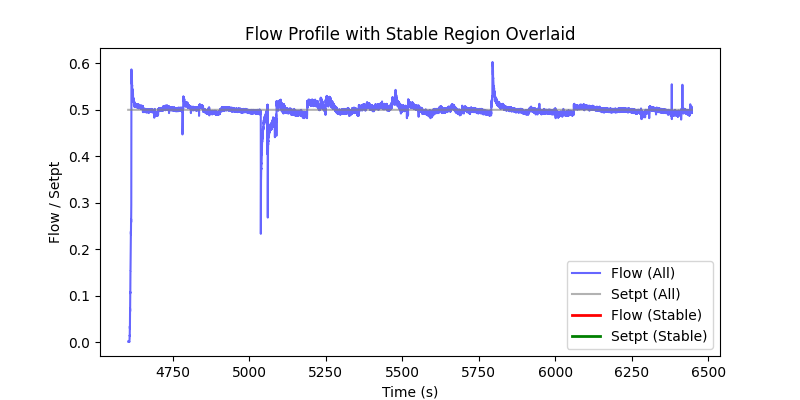 Flow Profile with Stable Region Overlaid
Flow / Setpt
0.6
0.5
0.4
0.3
0.2
0.1
0.0
Flow (All)
Setpt (All)
Flow (Stable)
Setpt (Stable)
4750 5000 5250 5500 5750 6000 6250 6500
Time (s)